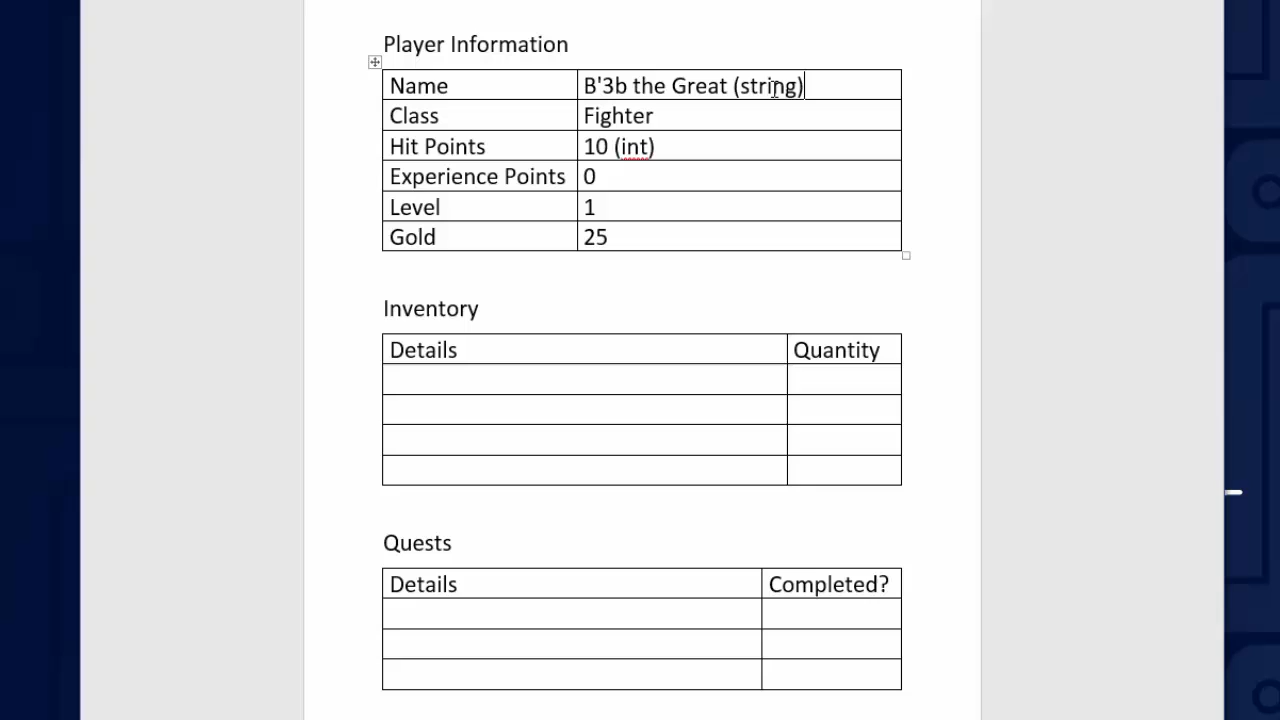 Player Information
Name B'3b the Great (string)
Class Fighter
Hit Points 10 (int)
Experience Points 0
Level 1
Gold 25
Inventory
Details Quantity
Quests
Details Completed?